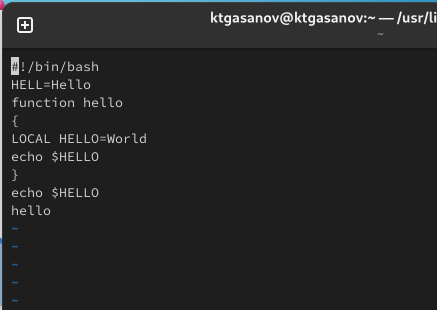 ktgasanov@ktgasanov:~ — /usr/li
~
#!/bin/bash
HELL=Hello
function hello
{
LOCAL HELLO=World
echo $HELLO
}
echo $HELLO
hello
~
~
~
~
~